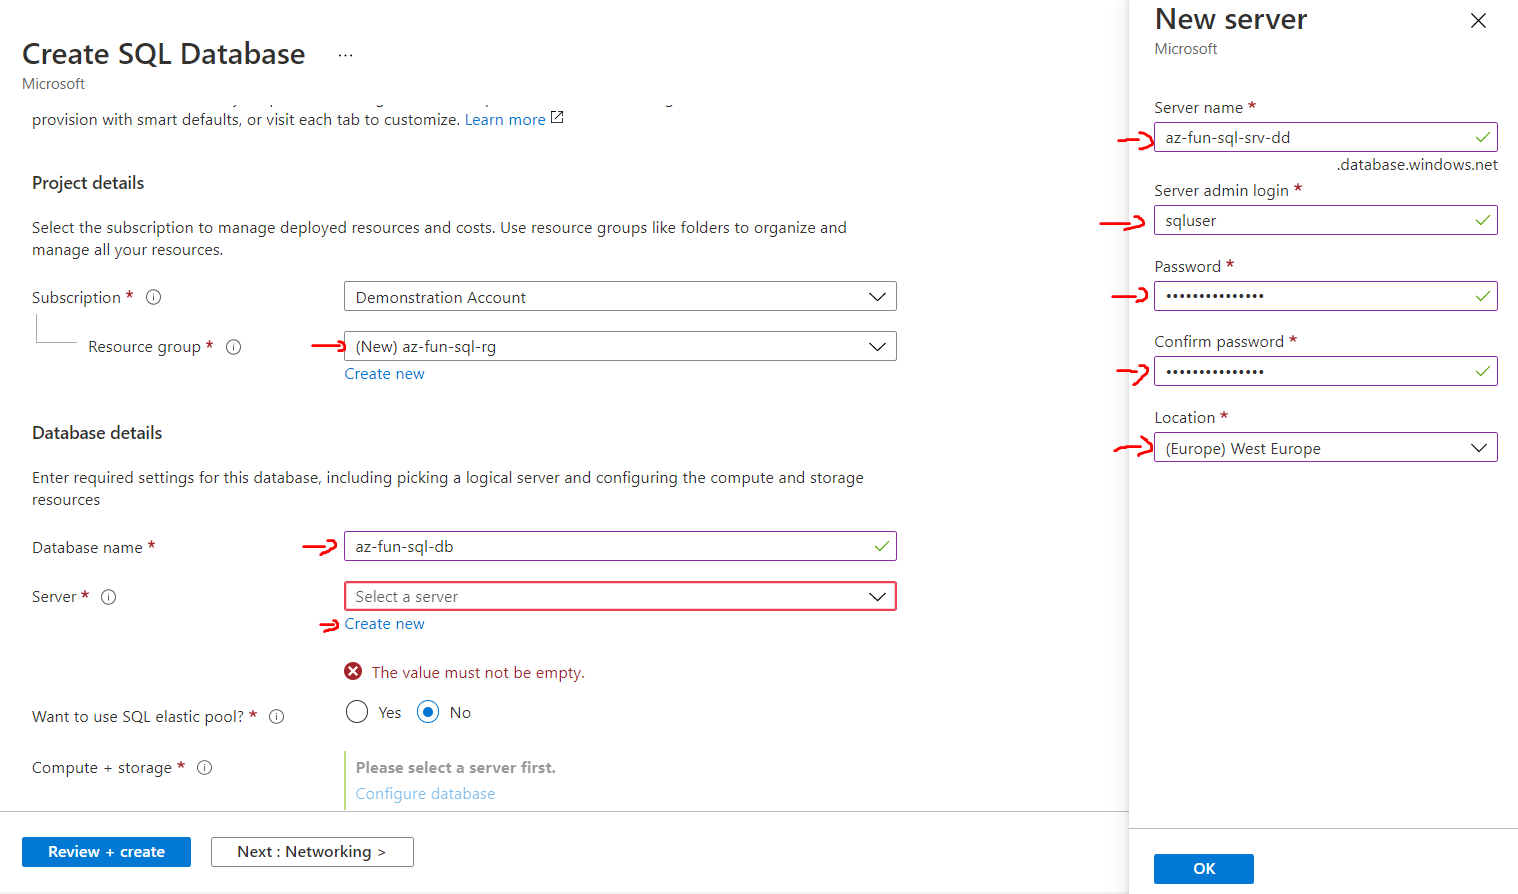 Create SQL Database ...
Microsoft
provision with smart defaults, or visit each tab to customize. Learn more
Project details
Select the subscription to manage deployed resources and costs. Use resource groups like folders to organize and
manage all your resources.
Subscription *
Demonstration Account
Resource group *
(New) az-fun-sql-rg
Create new
Database details
Enter required settings for this database, including picking a logical server and configuring the compute and storage
resources
Database name *
az-fun-sql-db
Server *
Select a server
Create new
The value must not be empty.
Want to use SQL elastic pool? *
Yes No
Compute + storage *
Please select a server first.
Configure database
Review + create
Next : Networking >
New server
Microsoft
Server name *
az-fun-sql-srv-dd
.database.windows.net
Server admin login *
sqluser
Password *
•••••••••••••••
Confirm password *
•••••••••••••••
Location *
(Europe) West Europe
OK